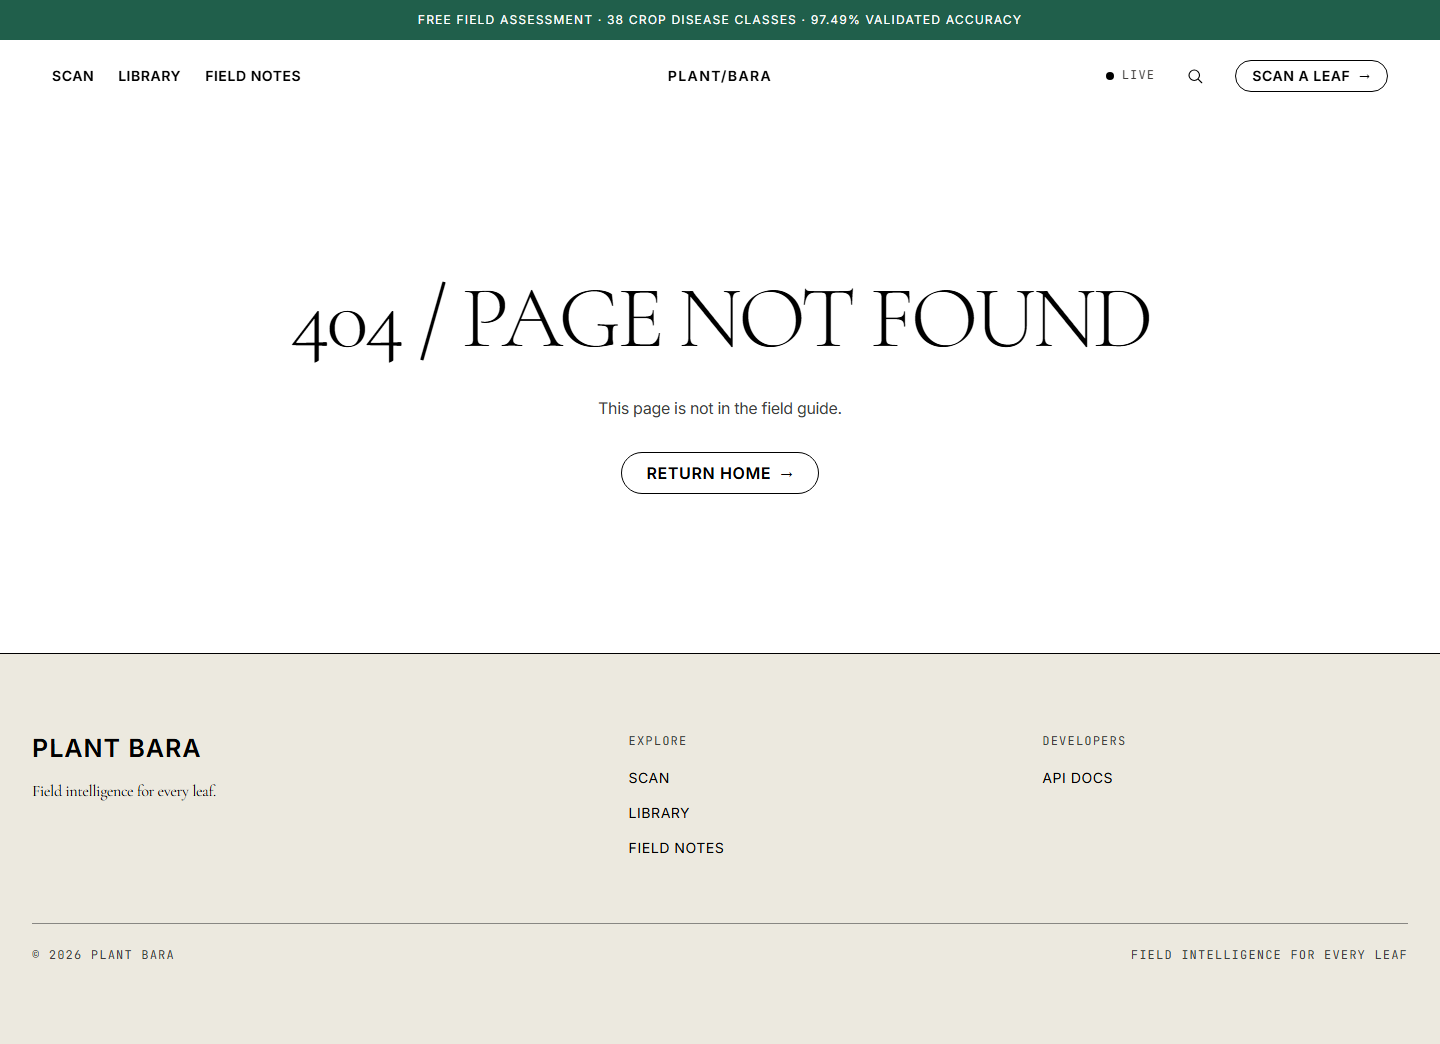 FREE FIELD ASSESSMENT · 38 CROP DISEASE CLASSES · 97.49% VALIDATED ACCURACY
SCAN LIBRARY FIELD NOTES PLANT/BARA LIVE SCAN A LEAF →
404 / PAGE NOT FOUND
This page is not in the field guide.
RETURN HOME →
PLANT BARA
Field intelligence for every leaf.
EXPLORE
SCAN
LIBRARY
FIELD NOTES
DEVELOPERS
API DOCS
© 2026 PLANT BARA
FIELD INTELLIGENCE FOR EVERY LEAF